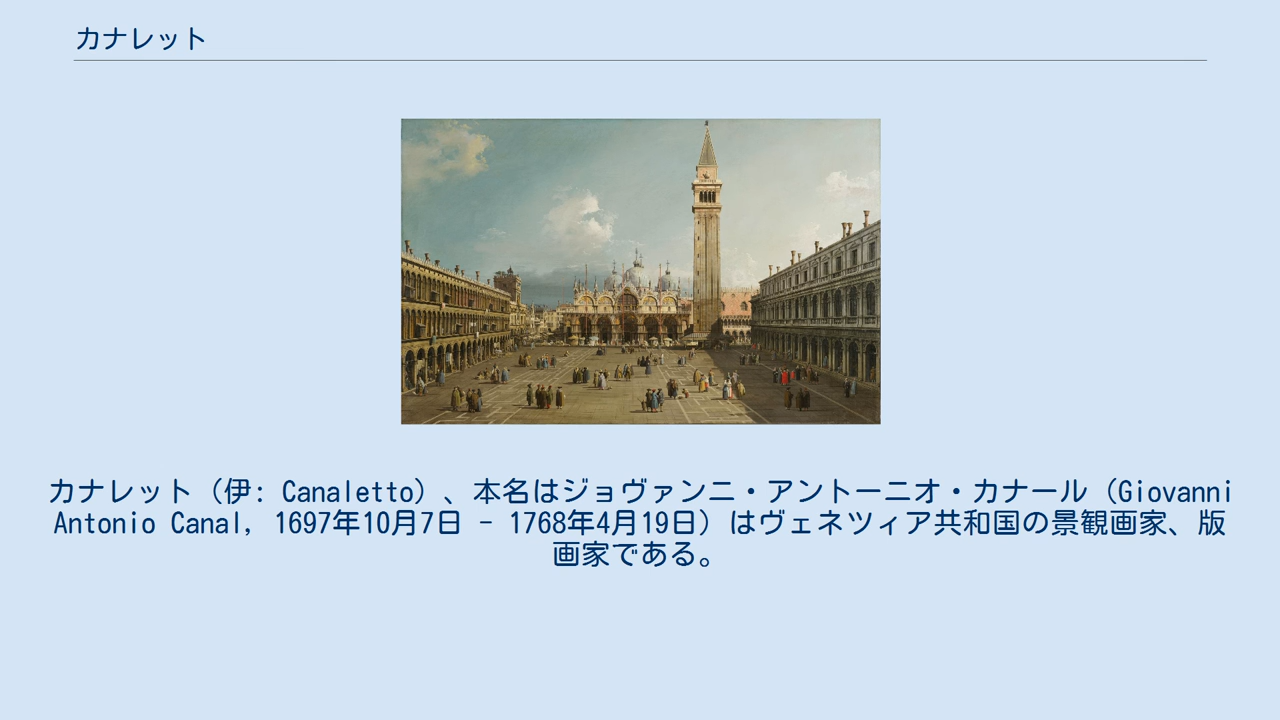 カナレット
カナレット（伊: Canaletto）、本名はジョヴァンニ・アントーニオ・カナール（Giovanni
Antonio Canal, 1697年10月7日 - 1768年4月19日）はヴェネツィア共和国の景観画家、版
画家である。